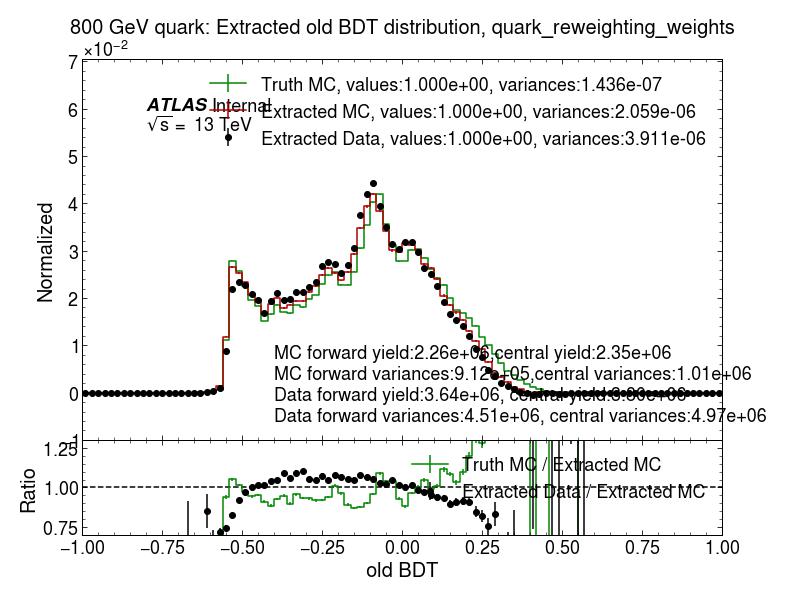 800 GeV quark: Extracted old BDT distribution, quark_reweighting_weights
×10−2
7
6
5
4
3
2
1
0
−1
Normalized
ATLAS Internal
√s = 13 TeV
Truth MC, values:1.000e+00, variances:1.436e-07
Extracted MC, values:1.000e+00, variances:2.059e-06
Extracted Data, values:1.000e+00, variances:3.911e-06
MC forward yield:2.26e+06 central yield:2.35e+06
MC forward variances:9.12e+05,central variances:1.01e+06
Data forward yield:3.64e+06, central yield:
Data forward variances:4.51e+06, central variances:4.97e+06
1.25
1.00
0.75
Ratio
Truth MC / Extracted MC
Extracted Data / Extracted MC
−1.00 −0.75 −0.50 −0.25 0.00 0.25 0.50 0.75 1.00
old BDT